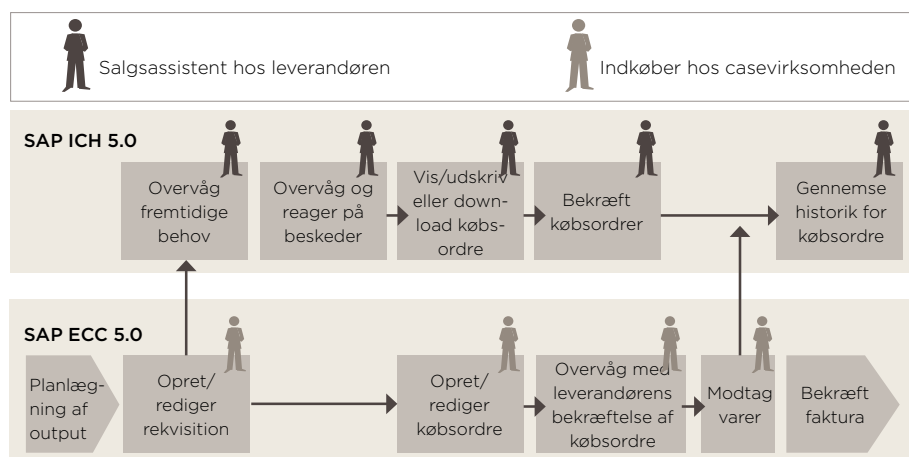 Salgsassistent hos leverandøren
Indkøber hos casevirksomheden
SAP ICH 5.0
Overvåg
fremtidige
behov
Overvåg og
reager på
beskeder
Vis/udskriv
eller down-
load købs-
ordre
Bekræft
købsordrer
Gennemse
historik for
købsordre
SAP ECC 5.0
Planlæg-
ning af
output
Opret/
rediger
rekvisition
Opret/
rediger
købsordre
Overvåg med
leverandørens
bekræftelse af
købsordre
Modtag
varer
Bekræft
faktura